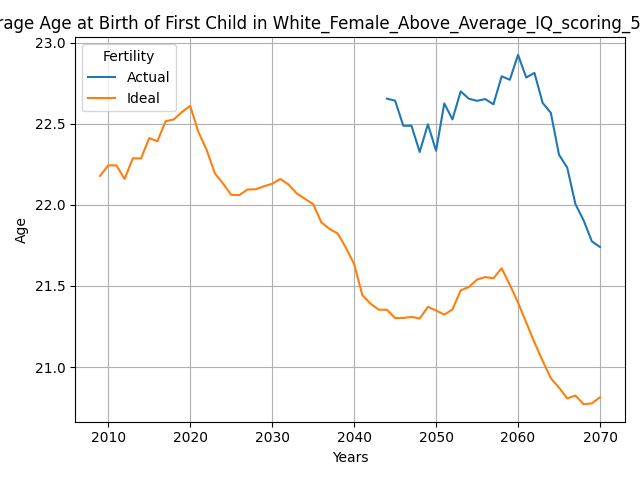 rage Age at Birth of First Child in White_Female_Above_Average_IQ_scoring_5
Fertility
Actual
Ideal
23.0
22.5
22.0
21.5
21.0
Age
2010 2020 2030 2040 2050 2060 2070
Years